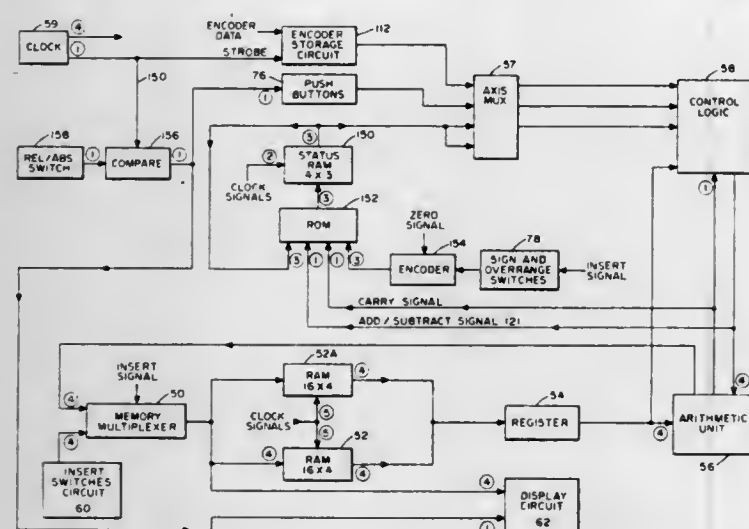 59
CLOCK
4
1
ENCODER
DATA
STROBE
ENCODER
STORAGE
CIRCUIT
112
76
PUSH
BUTTONS
1
57
AXIS
MUX
58
CONTROL
LOGIC
150
158
REL/ABS
SWITCH
1
156
COMPARE
1
3
150
STATUS
RAM
4 X 3
2
CLOCK
SIGNALS
3
152
ROM
3
1
1
3
ZERO
SIGNAL
154
ENCODER
78
SIGN AND
OVERRANGE
SWITCHES
INSERT
SIGNAL
1
CARRY SIGNAL
ADD / SUBTRACT SIGNAL (2)
INSERT
SIGNAL
50
4
MEMORY
MULTIPLEXER
4
INSERT
SWITCHES
CIRCUIT
60
52A
RAM
16 X 4
4
CLOCK
SIGNALS
5
5
52
4
RAM
16 X 4
4
54
REGISTER
4
4
ARITHMETIC
UNIT
56
4
DISPLAY
CIRCUIT
62
1